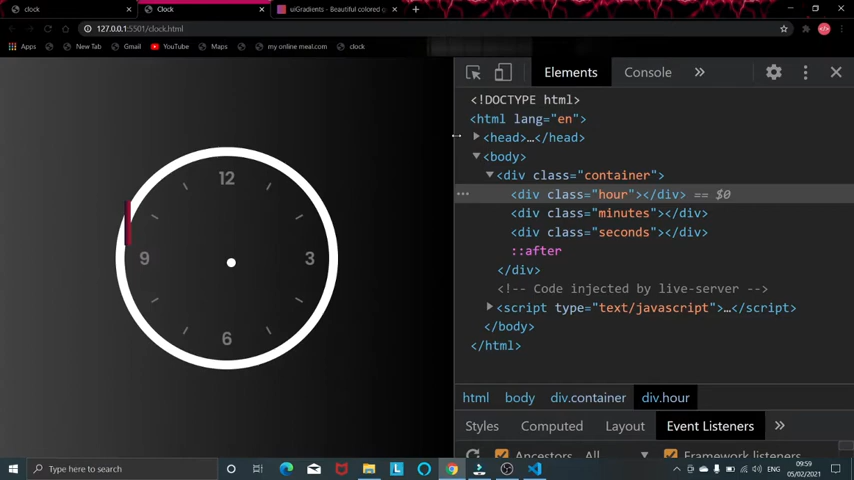 clock
Clock
uiGradients - Beautiful colored g
127.0.0.1:5501/clock.html
Apps
New Tab
Gmail
YouTube
Maps
my online meal.com
clock
Elements
Console
<!DOCTYPE html>
<html lang="en">
<head>…</head>
<body>
<div class="container">
<div class="hour"></div> == $0
<div class="minutes"></div>
<div class="seconds"></div>
::after
</div>
<!-- Code injected by live-server -->
<script type="text/javascript">…</script>
</body>
</html>
html body div.container div.hour
Styles Computed Layout Event Listeners
Ancestors All Framework listeners
12
9
3
6
Type here to search
ENG
09:59
05/02/2021